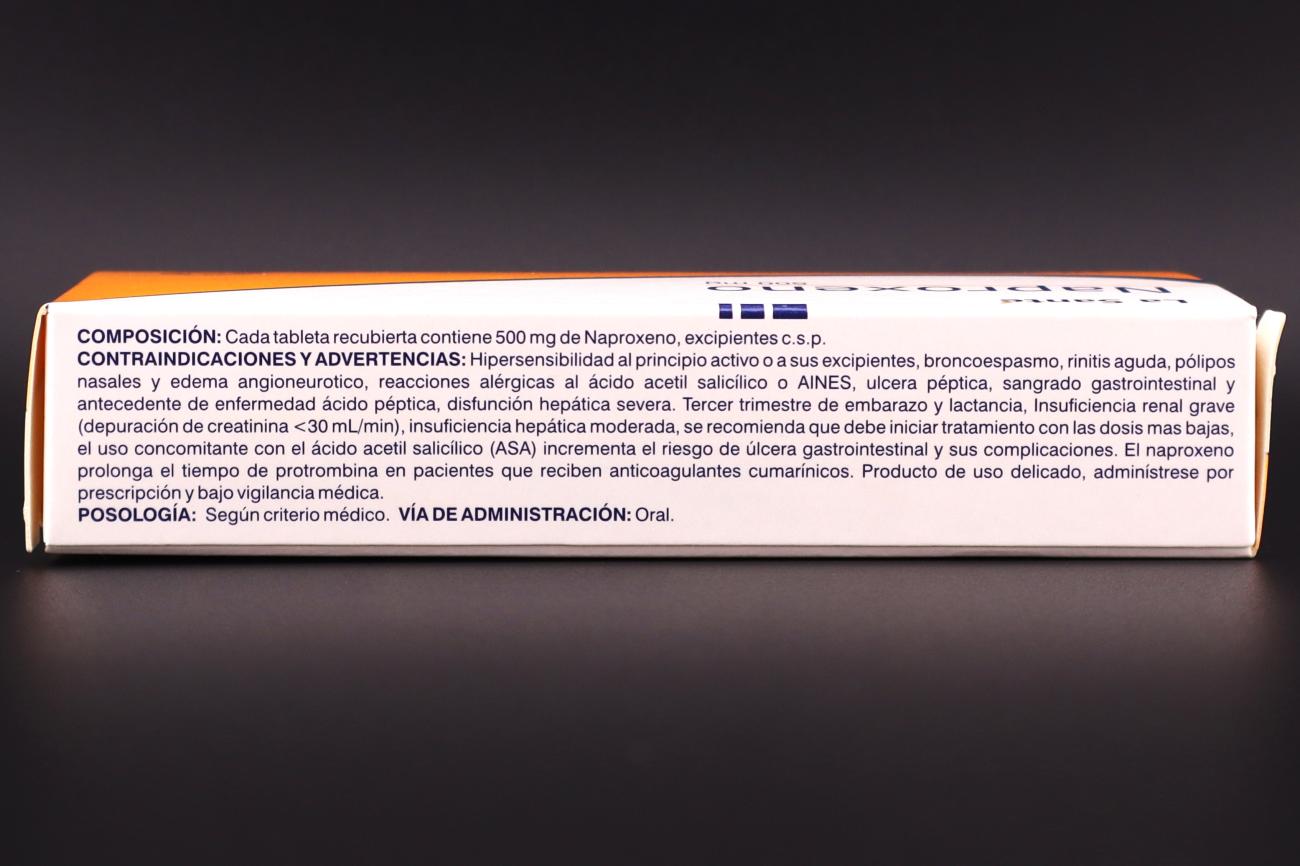 La Santé
Naproxeno
500 mg
COMPOSICIÓN: Cada tableta recubierta contiene 500 mg de Naproxeno, excipientes c.s.p.
CONTRAINDICACIONES Y ADVERTENCIAS: Hipersensibilidad al principio activo o a sus excipientes, broncoespasmo, rinitis aguda, pólipos
nasales y edema angioneurotico, reacciones alérgicas al ácido acetil salicílico o AINES, ulcera péptica, sangrado gastrointestinal y
antecedente de enfermedad ácido péptica, disfunción hepática severa. Tercer trimestre de embarazo y lactancia, Insuficiencia renal grave
(depuración de creatinina <30 mL/min), insuficiencia hepática moderada, se recomienda que debe iniciar tratamiento con las dosis mas bajas,
el uso concomitante con el ácido acetil salicílico (ASA) incrementa el riesgo de úlcera gastrointestinal y sus complicaciones. El naproxeno
prolonga el tiempo de protrombina en pacientes que reciben anticoagulantes cumarínicos. Producto de uso delicado, adminístrese por
prescripción y bajo vigilancia médica.
POSOLOGÍA: Según criterio médico. VÍA DE ADMINISTRACIÓN: Oral.